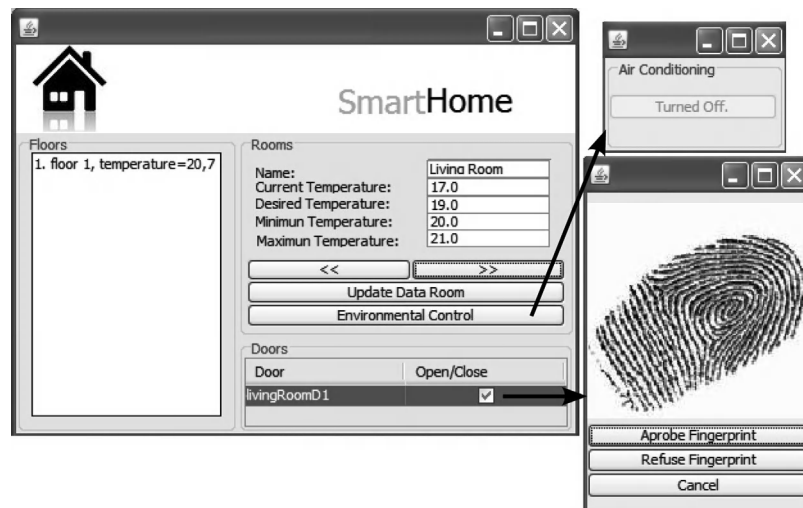 SmartHome
Floors
1. floor 1, temperature=20,7
Rooms
Name: Living Room
Current Temperature: 17.0
Desired Temperature: 19.0
Minimun Temperature: 20.0
Maximun Temperature: 21.0
<< >>
Update Data Room
Environmental Control
Doors
Door Open/Close
livingRoomD1
Air Conditioning
Turned Off.
Aprobe Fingerprint
Refuse Fingerprint
Cancel